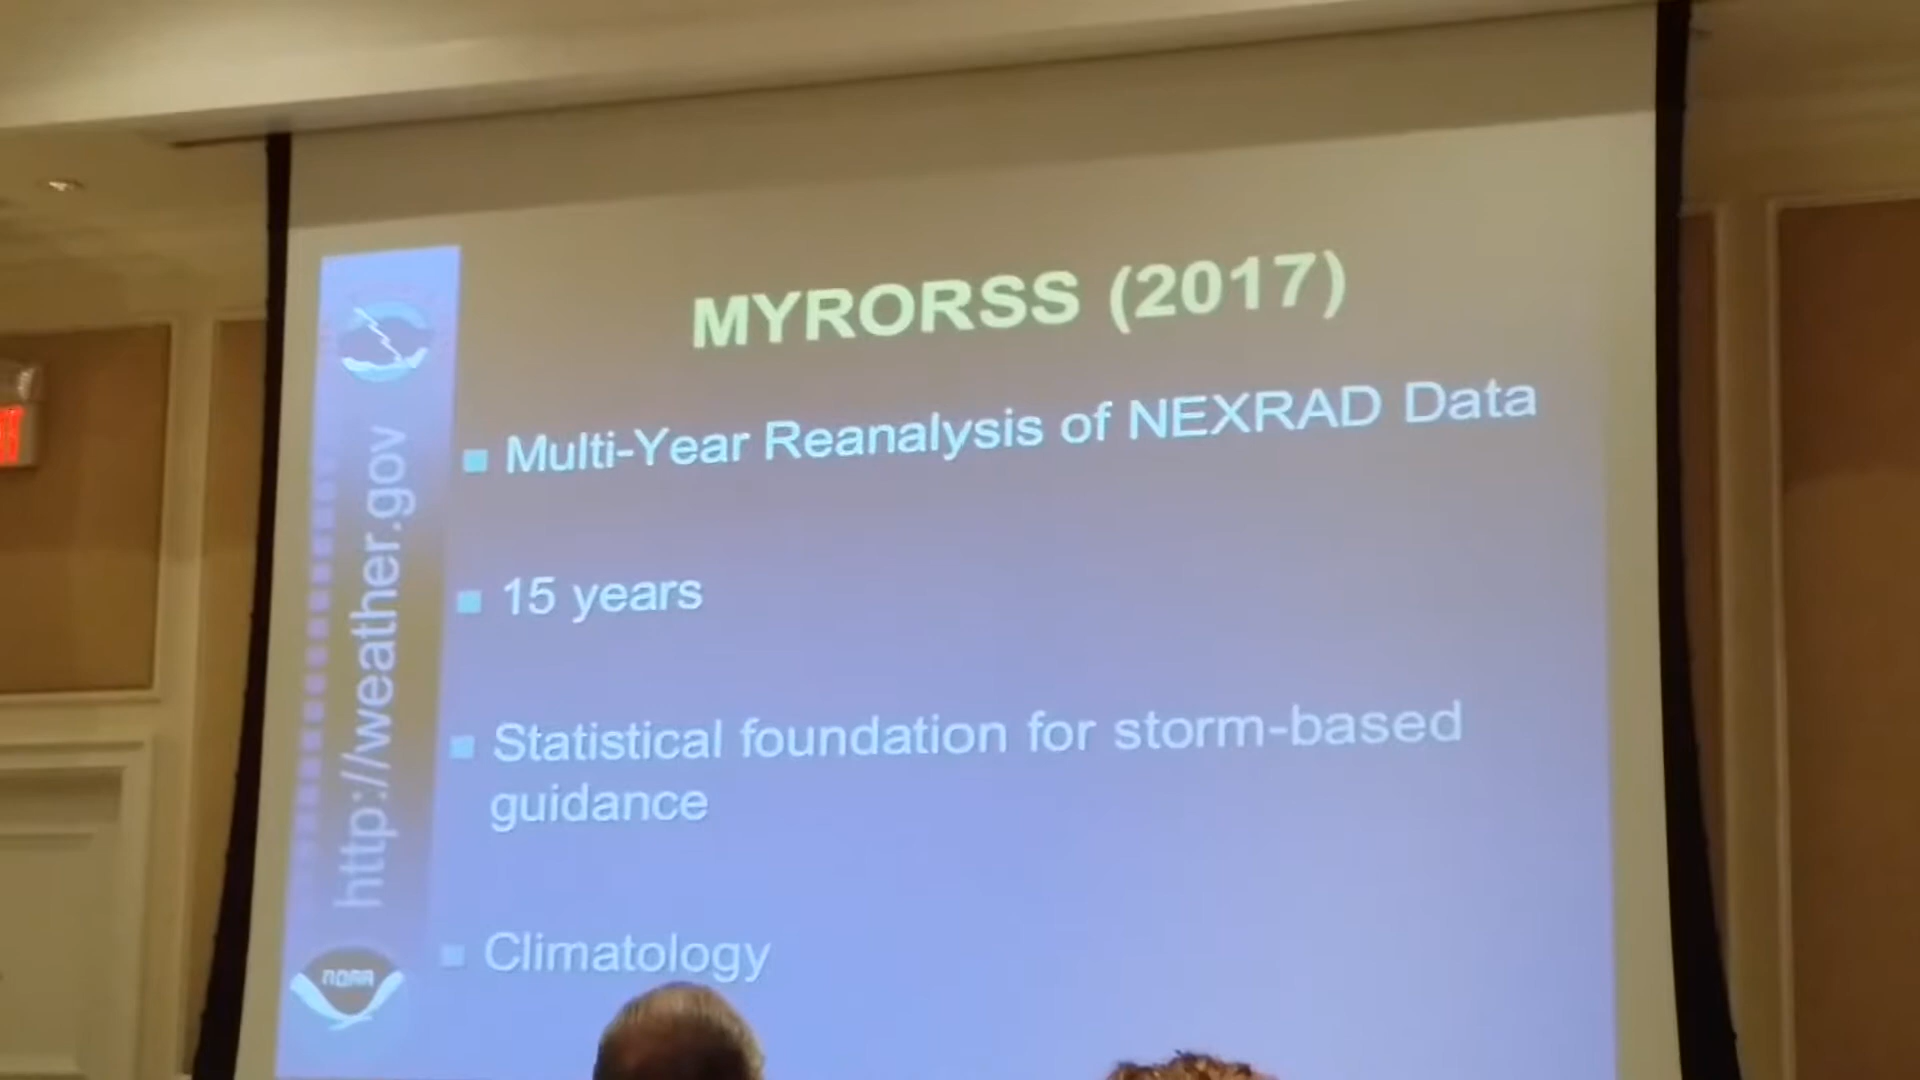 MYRORSS (2017)
Multi-Year Reanalysis of NEXRAD Data
15 years
Statistical foundation for storm-based
guidance
Climatology
http://weather.gov
NOAA